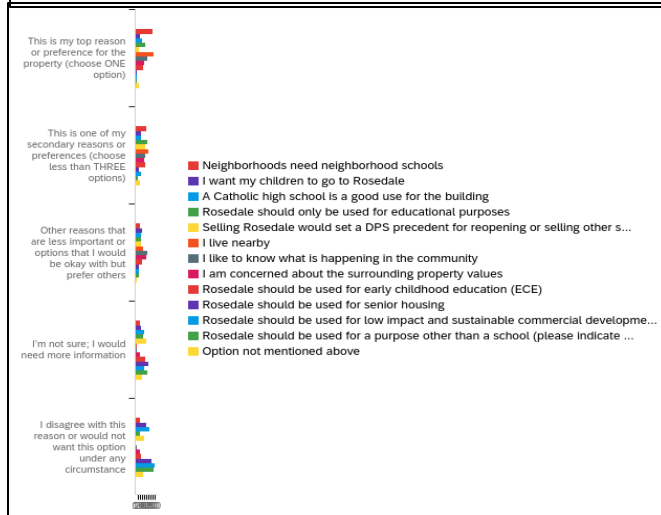 This is my top reason
or preference for the
property (choose ONE
option)
This is one of my
secondary reasons or
preferences (choose
less than THREE
options)
Other reasons that
are less important or
options that I would
be okay with but
prefer others
I'm not sure; I would
need more information
I disagree with this
reason or would not
want this option
under any
circumstance
Neighborhoods need neighborhood schools
I want my children to go to Rosedale
A Catholic high school is a good use for the building
Rosedale should only be used for educational purposes
Selling Rosedale would set a DPS precedent for reopening or selling other s...
I live nearby
I like to know what is happening in the community
I am concerned about the surrounding property values
Rosedale should be used for early childhood education (ECE)
Rosedale should be used for senior housing
Rosedale should be used for low impact and sustainable commercial developme...
Rosedale should be used for a purpose other than a school (please indicate ...
Option not mentioned above